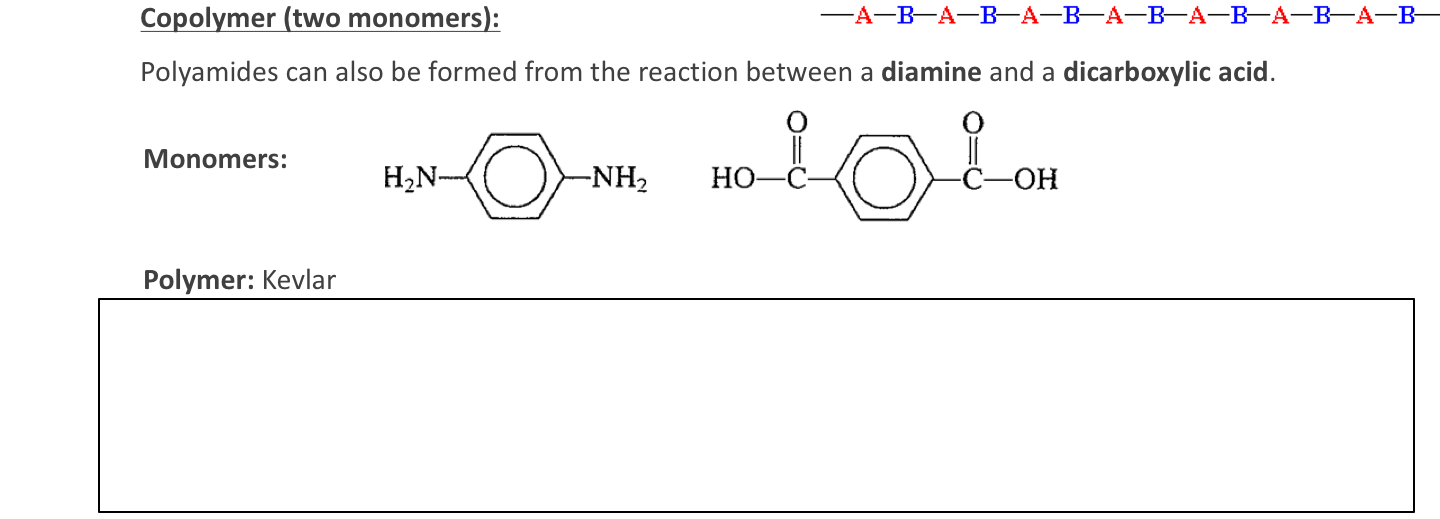 Copolymer (two monomers):
—A—B—A—B—A—B—A—B—A—B—A—B—A—B—
Polyamides can also be formed from the reaction between a diamine and a dicarboxylic acid.
O O
Monomers:
H₂N NH₂ HO—C C—OH
Polymer: Kevlar